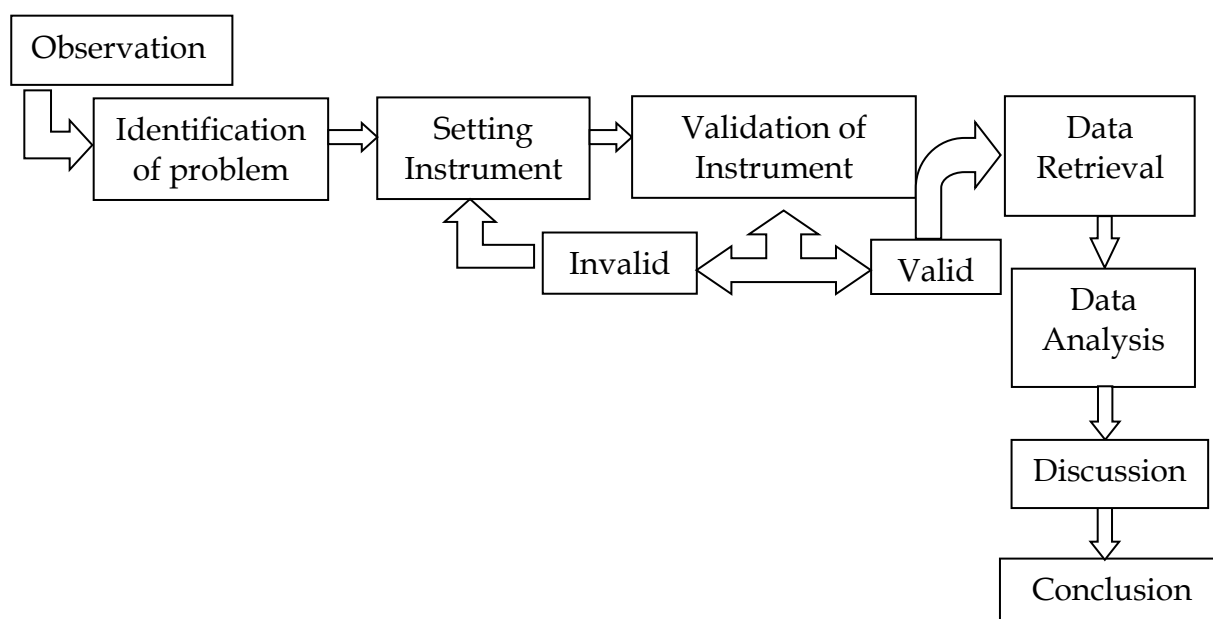 Observation
Identification
of problem
Setting
Instrument
Validation of
Instrument
Data
Retrieval
Invalid
Valid
Data
Analysis
Discussion
Conclusion